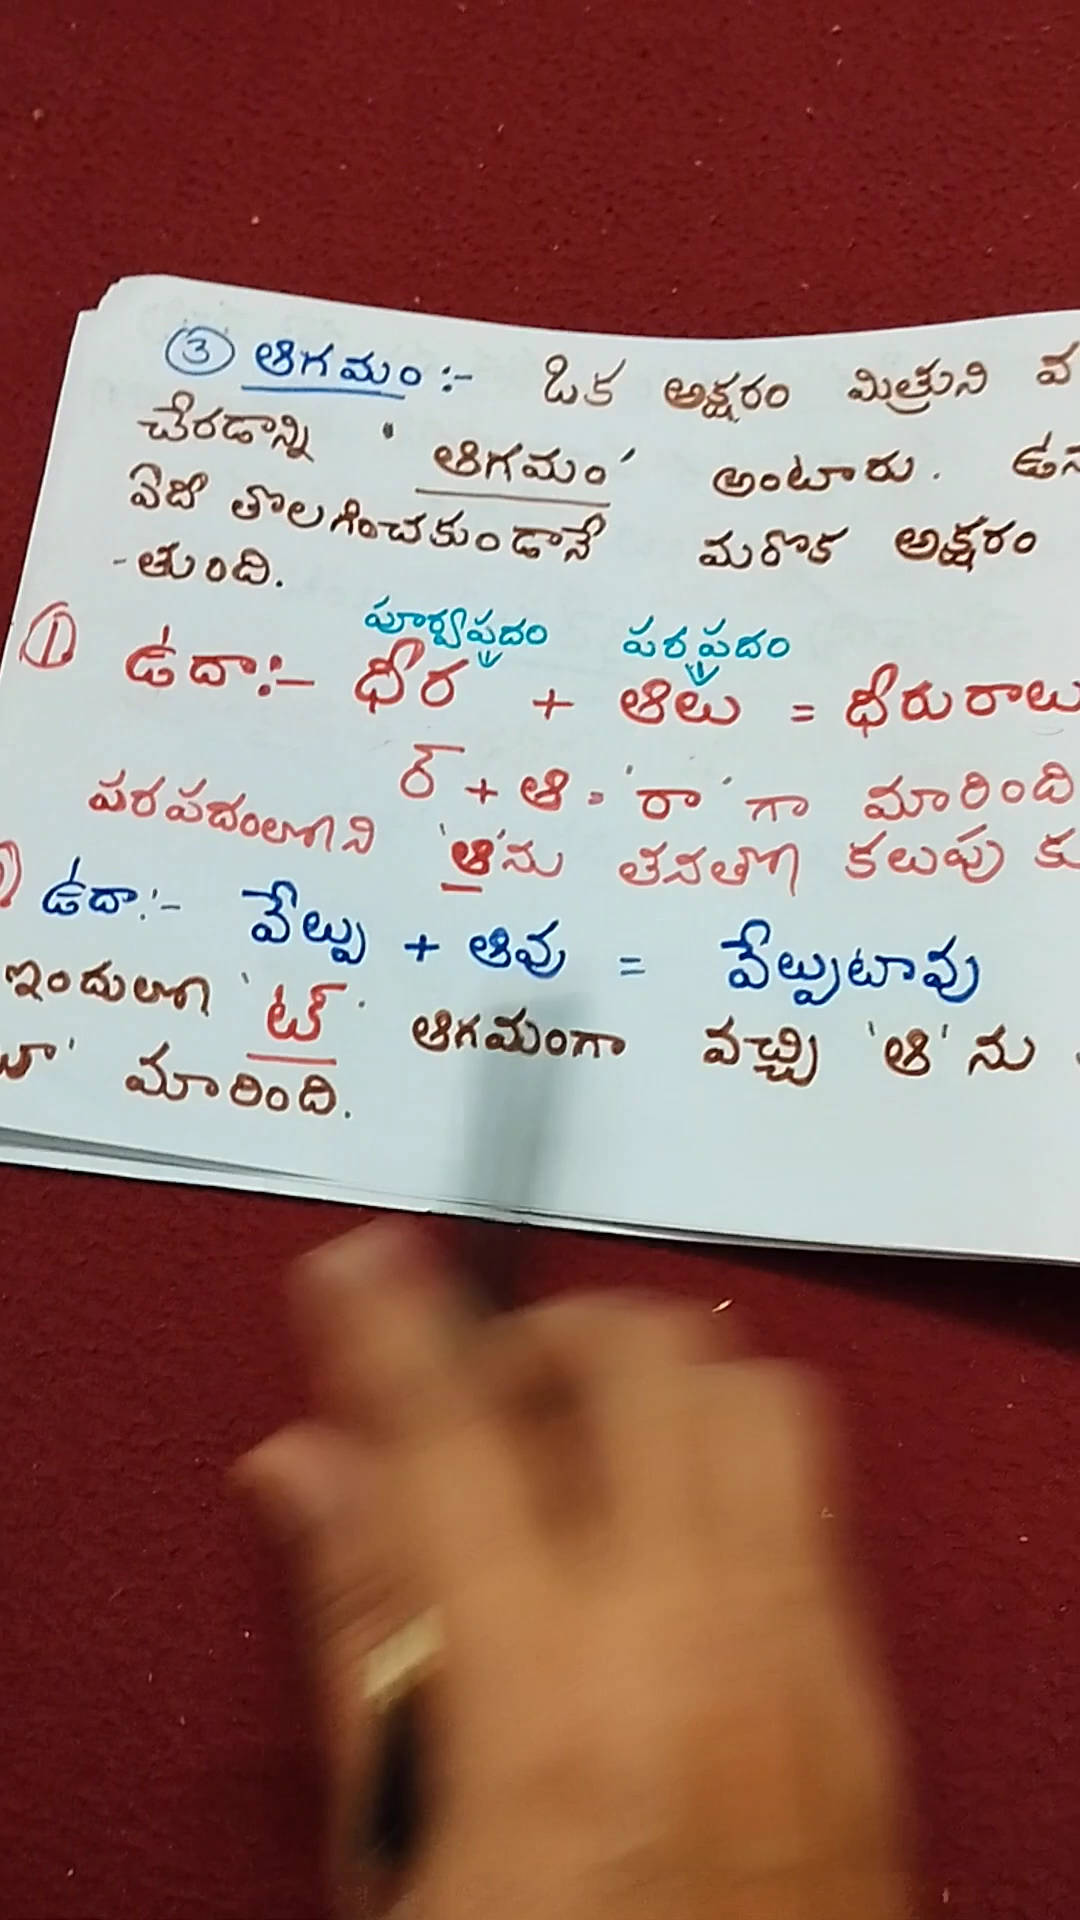 ③ ఆగమం :- ఒక అక్షరం మిత్రుని వ
చేరడాన్ని ' ఆగమం' అంటారు. ఉన
ఏదీ తొలగించకుండానే మరొక అక్షరం
-తుంది.
పూర్వపదం పరపదం
① ఉదా:- ధీర + ఆలు = ధీరురాలు
ర్ + ఆ = 'రా' గా మారింది
పరపదంలోని 'ఆ'ను తనతో కలుపు కు
ఉదా:- వేల్పు + ఆవు = వేల్పుటావు
ఇందులో 'ట్' ఆగమంగా వచ్చి 'ఆ'ను
టా' మారింది.